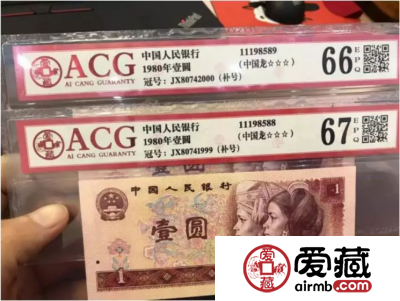 ACG
AI CANG GUARANTY
中国人民银行 11198589
1980年壹圆 (中国龙☆☆☆)
冠号: JX80742000 (补号)
66 EPQ
ACG
AI CANG GUARANTY
中国人民银行 11198588
1980年壹圆 (中国龙☆☆☆)
冠号: JX80741999 (补号)
67 EPQ
中国人民银行
壹圆
1
1
爱藏
airmb.com